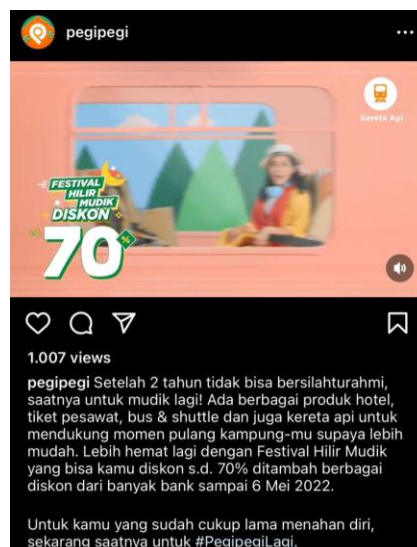 pegipegi
Kereta Api
FESTIVAL
HILIR
MUDIK
DISKON
70%
1.007 views
pegipegi Setelah 2 tahun tidak bisa bersilahturahmi,
saatnya untuk mudik lagi! Ada berbagai produk hotel,
tiket pesawat, bus & shuttle dan juga kereta api untuk
mendukung momen pulang kampung-mu supaya lebih
mudah. Lebih hemat lagi dengan Festival Hilir Mudik
yang bisa kamu diskon s.d. 70% ditambah berbagai
diskon dari banyak bank sampai 6 Mei 2022.
Untuk kamu yang sudah cukup lama menahan diri,
sekarang saatnya untuk #PegipegiLagi.